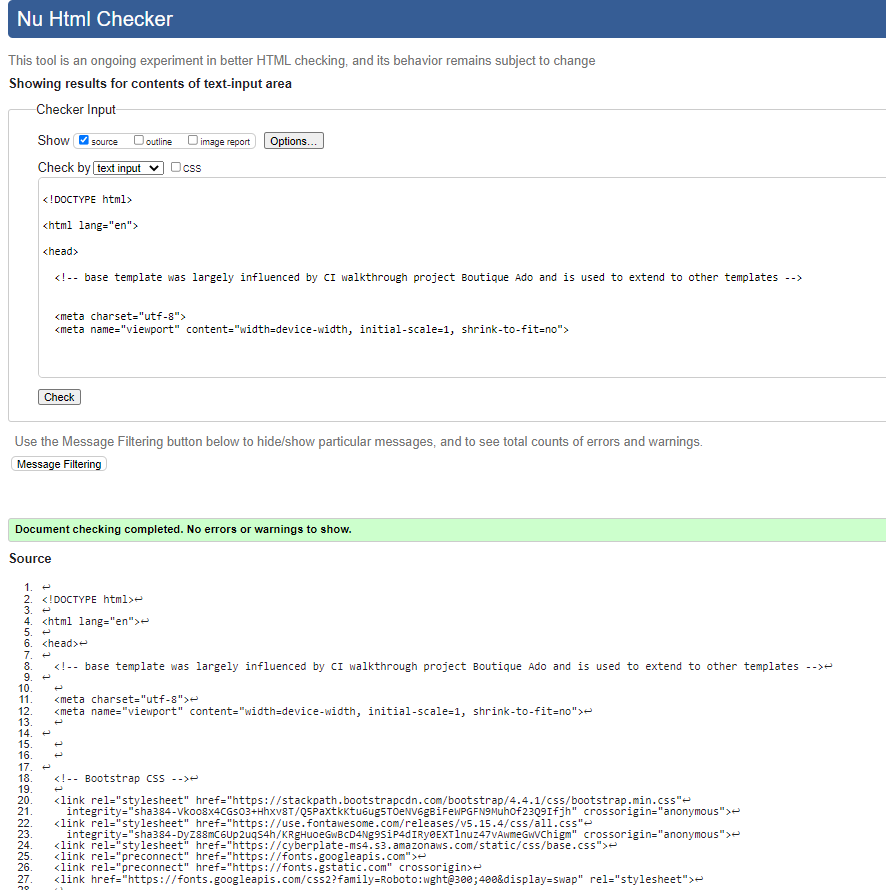 Nu Html Checker
This tool is an ongoing experiment in better HTML checking, and its behavior remains subject to change
Showing results for contents of text-input area
Checker Input
Show source outline image report Options...
Check by text input CSS
<!DOCTYPE html>
<html lang="en">
<head>
<!-- base template was largely influenced by CI walkthrough project Boutique Ado and is used to extend to other templates -->
<meta charset="utf-8">
<meta name="viewport" content="width=device-width, initial-scale=1, shrink-to-fit=no">
Check
Use the Message Filtering button below to hide/show particular messages, and to see total counts of errors and warnings.
Message Filtering
Document checking completed. No errors or warnings to show.
Source
1. ↩
2. <!DOCTYPE html>↩
3. ↩
4. <html lang="en">↩
5. ↩
6. <head>↩
7. ↩
8. <!-- base template was largely influenced by CI walkthrough project Boutique Ado and is used to extend to other templates -->↩
9. ↩
10. ↩
11. <meta charset="utf-8">↩
12. <meta name="viewport" content="width=device-width, initial-scale=1, shrink-to-fit=no">↩
13. ↩
14. ↩
15. ↩
16. ↩
17. ↩
18. <!-- Bootstrap CSS -->↩
19. ↩
20. <link rel="stylesheet" href="https://stackpath.bootstrapcdn.com/bootstrap/4.4.1/css/bootstrap.min.css"↩
21. integrity="sha384-Vkoo8x4CGsO3+Hhxv8T/Q5PaXtkKtu6ug5TOeNV6gBiFeWPGFN9MuhOf23Q9Ifjh" crossorigin="anonymous">↩
22. <link rel="stylesheet" href="https://use.fontawesome.com/releases/v5.15.4/css/all.css"↩
23. integrity="sha384-DyZ88mC6Up2uqS4h/KRgHuoeGwBcD4Ng9SiP4dIRy0EXTlnuz47vAwmeGwVChigm" crossorigin="anonymous">↩
24. <link rel="stylesheet" href="https://cyberplate-ms4.s3.amazonaws.com/static/css/base.css">↩
25. <link rel="preconnect" href="https://fonts.googleapis.com">↩
26. <link rel="preconnect" href="https://fonts.gstatic.com" crossorigin>↩
27. <link href="https://fonts.googleapis.com/css2?family=Roboto:wght@300;400&display=swap" rel="stylesheet">↩